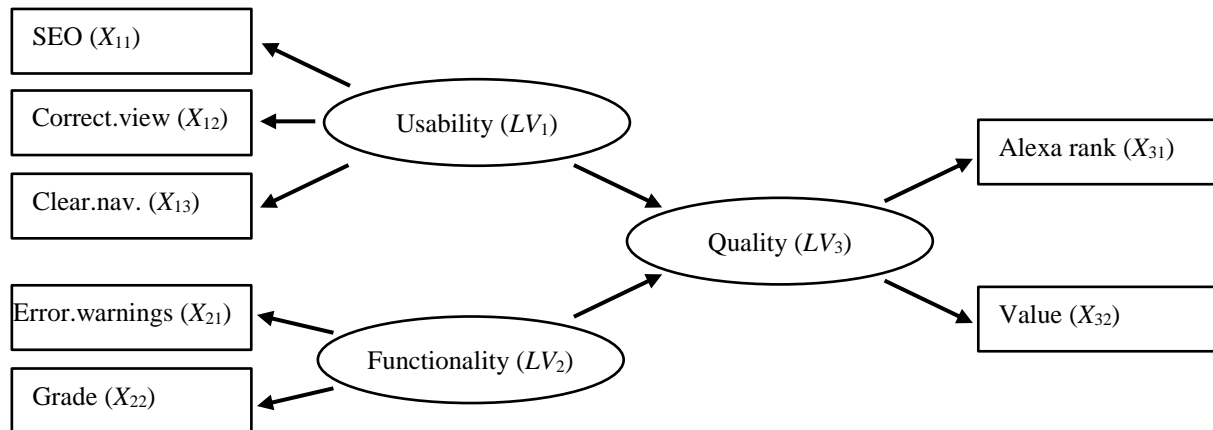 SEO (X₁₁)
Correct.view (X₁₂)
Clear.nav. (X₁₃)
Error.warnings (X₂₁)
Grade (X₂₂)
Usability (LV₁)
Functionality (LV₂)
Quality (LV₃)
Alexa rank (X₃₁)
Value (X₃₂)